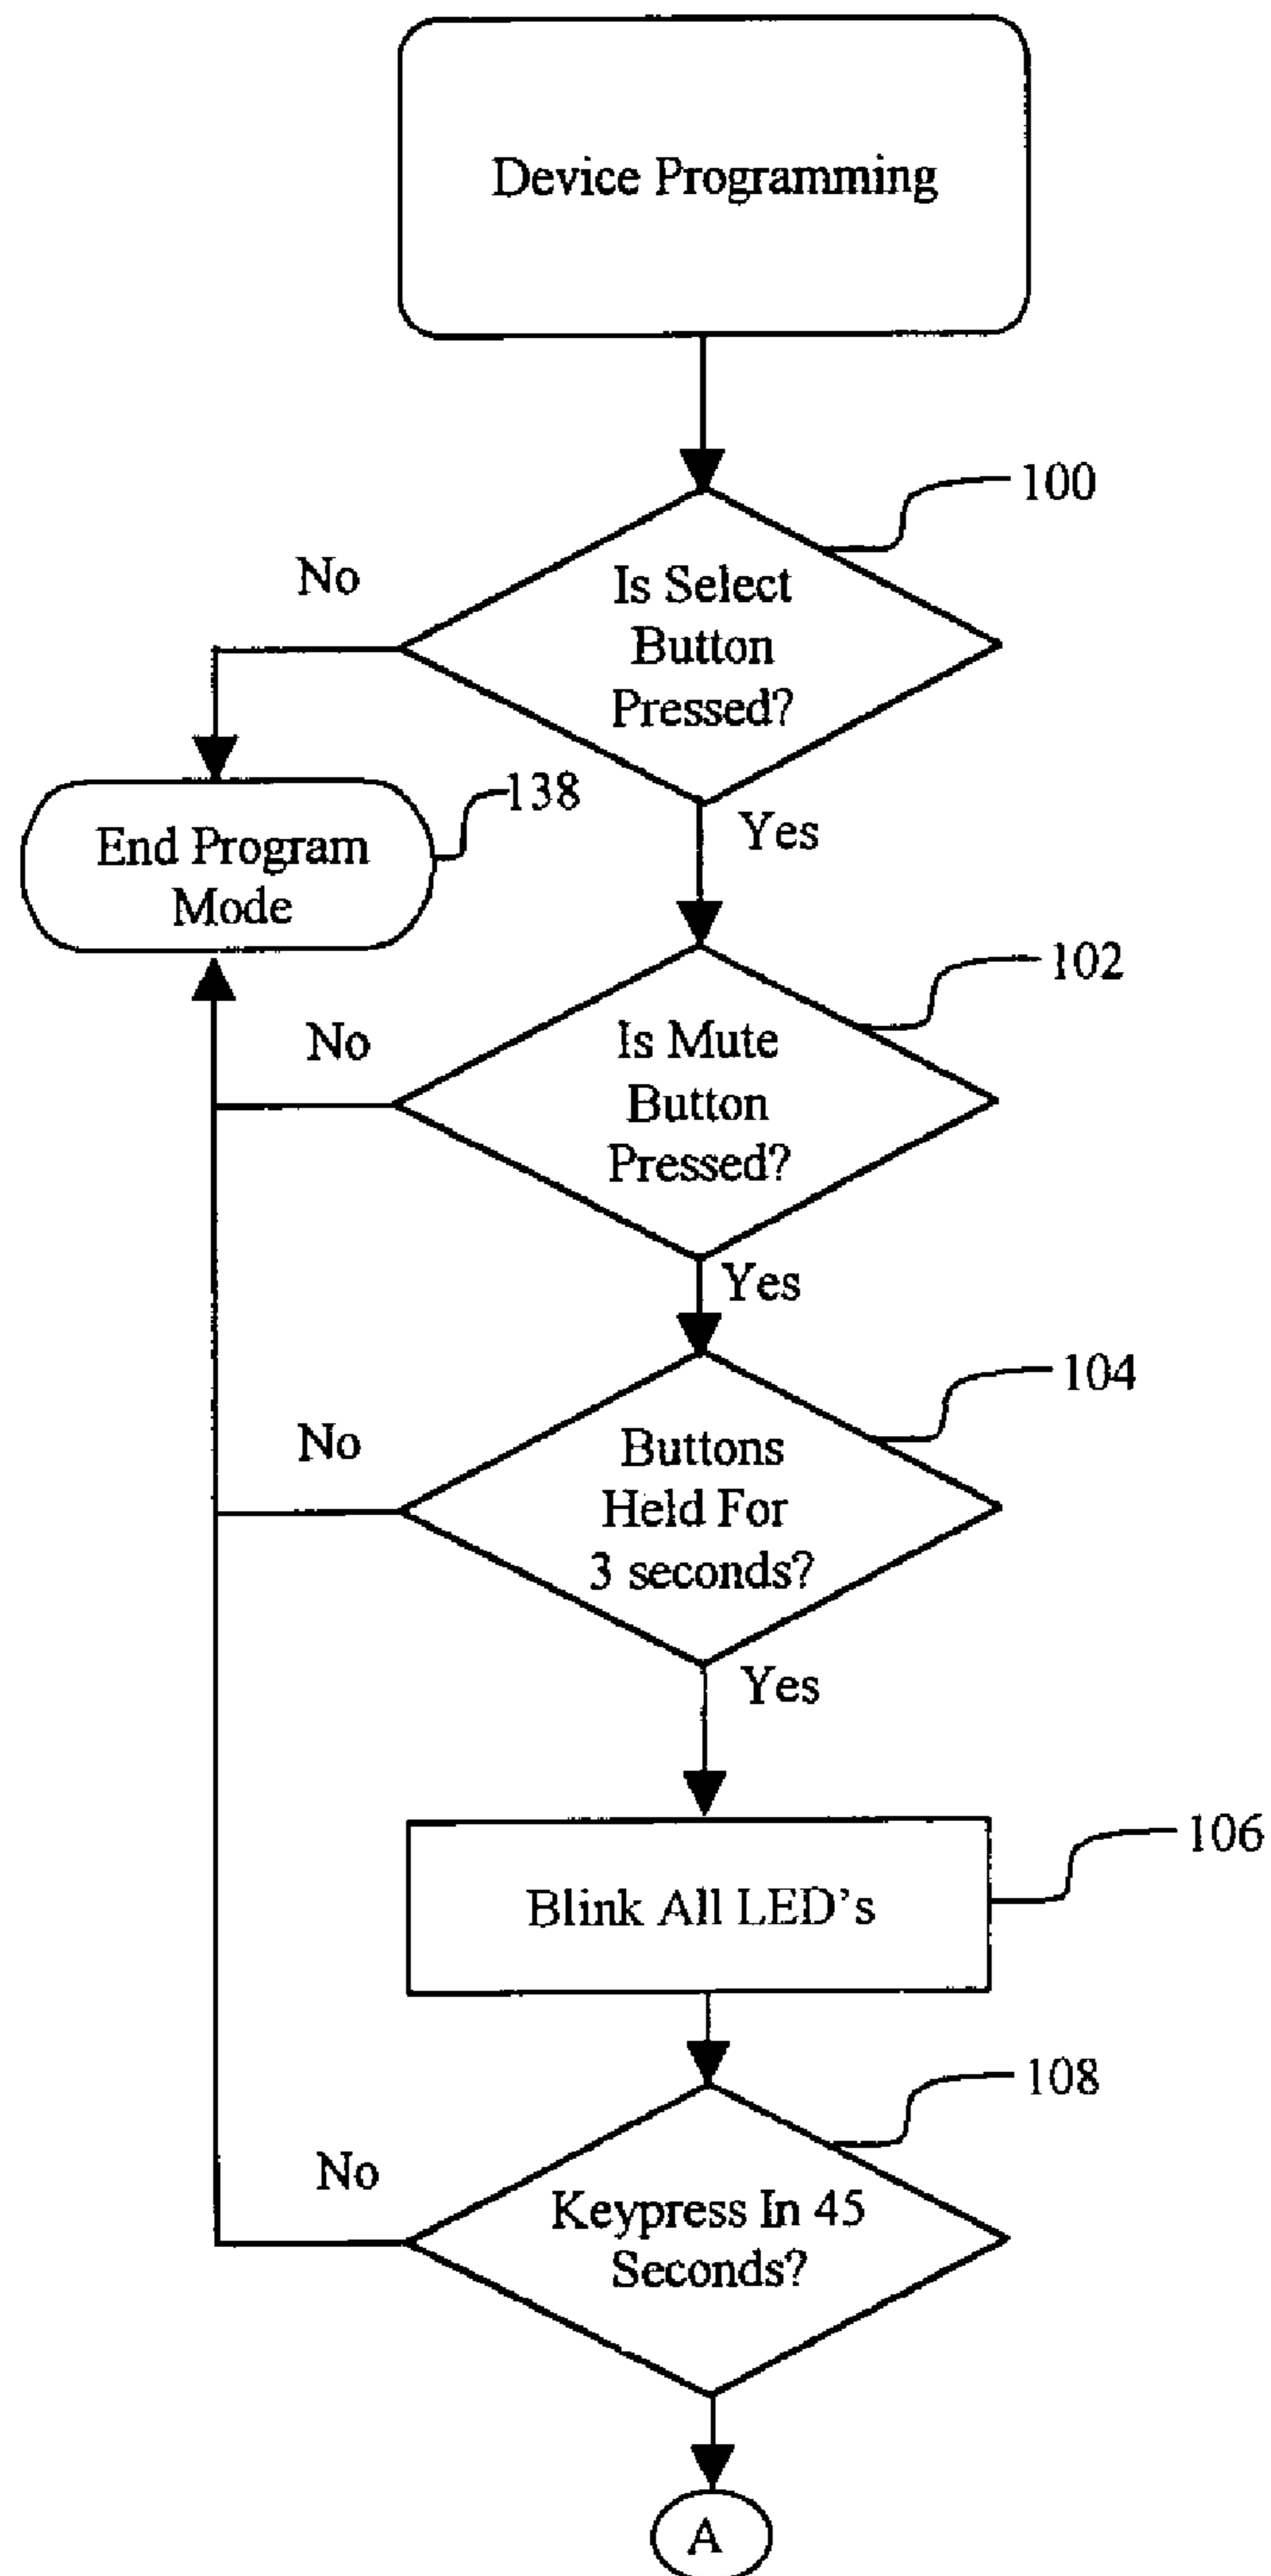 Device Programming
100
No
Is Select
Button
Pressed?
138
Yes
End Program
Mode
102
No
Is Mute
Button
Pressed?
Yes
104
No
Buttons
Held For
3 seconds?
Yes
106
Blink All LED's
108
No
Keypress In 45
Seconds?
A